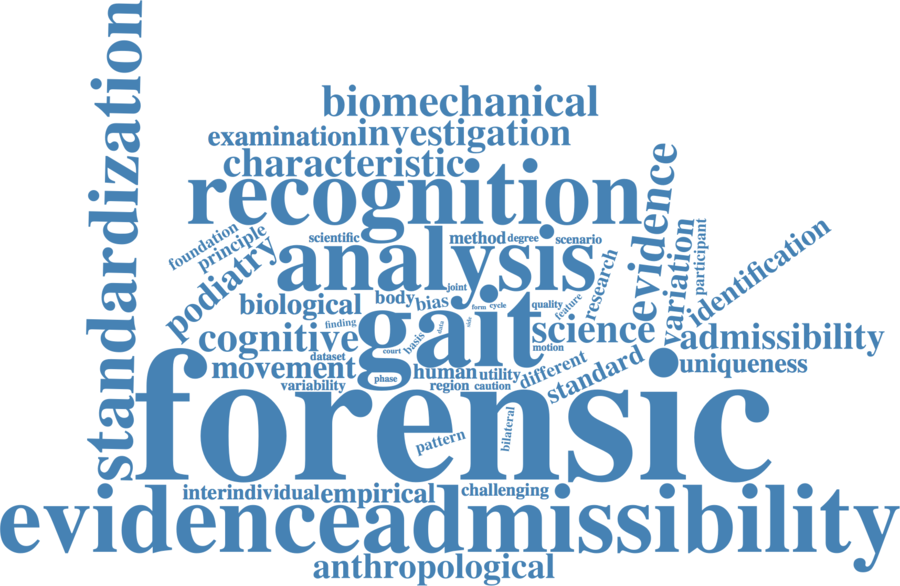 standardization
biomechanical
examination investigation
characteristic
recognition
evidence
foundation
principle
podiatry
scientific
analysis
method
degree
scenario
research
variation
participant
identification
joint
biological
body
bias
form
cycle
quality
feature
finding
cognitive
gait
basis
data
side
court
science
motion
admissibility
dataset
movement
phase
human
utility
different
standard
uniqueness
variability
region
caution
forensic
pattern
bilateral
interindividual
empirical
challenging
evidenceadmissibility
anthropological